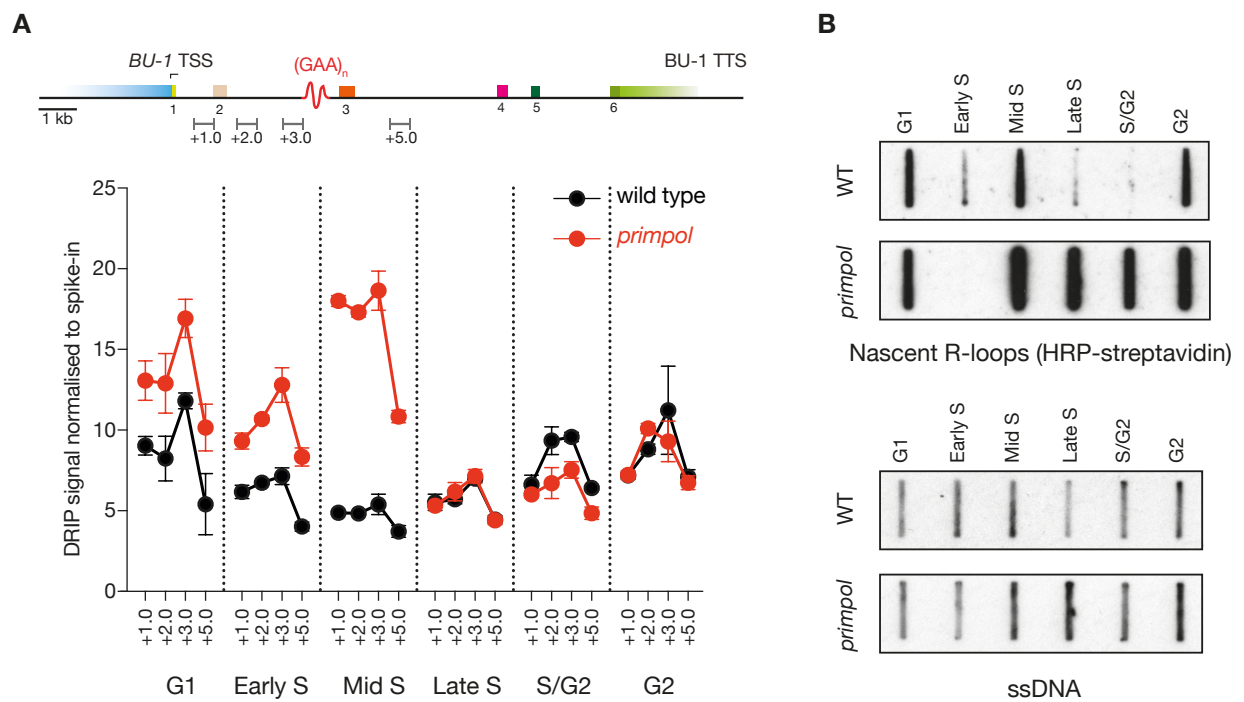 A
BU-1 TSS
(GAA)n
BU-1 TTS
1 kb
1
2
3
4
5
6
+1.0
+2.0
+3.0
+5.0
DRIP signal normalised to spike-in
25
20
15
10
5
0
wild type
primpol
+1.0 +2.0 +3.0 +5.0
+1.0 +2.0 +3.0 +5.0
+1.0 +2.0 +3.0 +5.0
+1.0 +2.0 +3.0 +5.0
+1.0 +2.0 +3.0 +5.0
+1.0 +2.0 +3.0 +5.0
G1 Early S Mid S Late S S/G2 G2
B
G1 Early S Mid S Late S S/G2 G2
WT
primpol
Nascent R-loops (HRP-streptavidin)
G1 Early S Mid S Late S S/G2 G2
WT
primpol
ssDNA